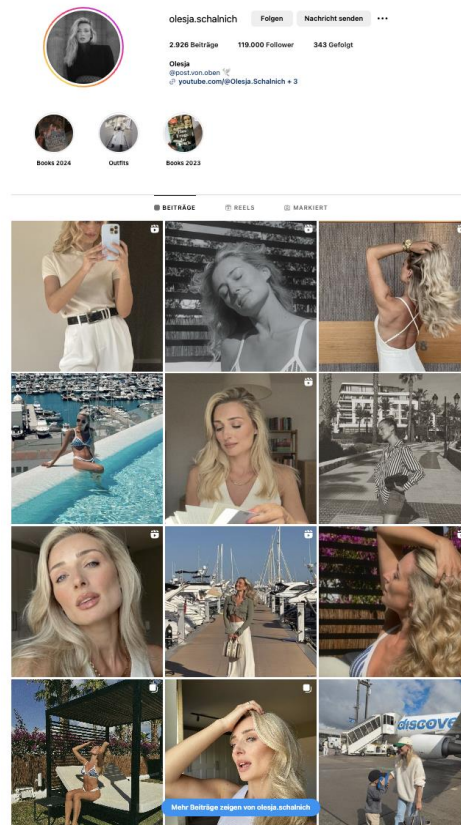 olesja.schalnich Folgen Nachricht senden
2.926 Beiträge 119.000 Follower 343 Gefolgt
Olesja
@post.von.oben
youtube.com/@Olesja.Schalnich + 3
Books 2024 Outfits Books 2023
BEITRÄGE REELS MARKIERT
discove
Mehr Beiträge zeigen von olesja.schalnich